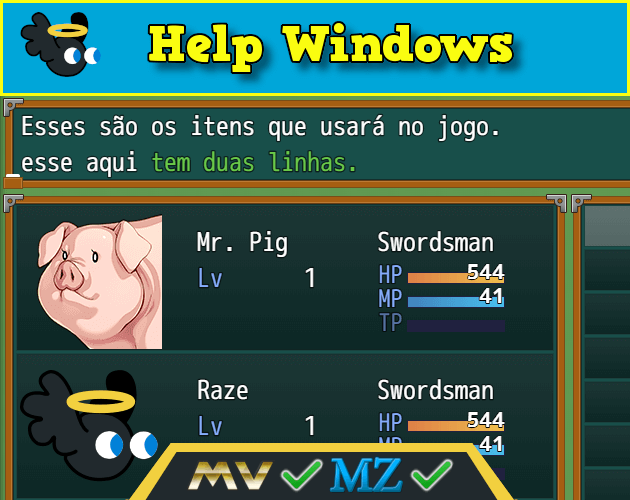 Help Windows
Esses são os itens que usará no jogo.
esse aqui tem duas linhas.
Mr. Pig Swordsman
Lv 1 HP 544
MP 41
TP
Raze Swordsman
Lv 1 HP 544
MP 41
MV MZ